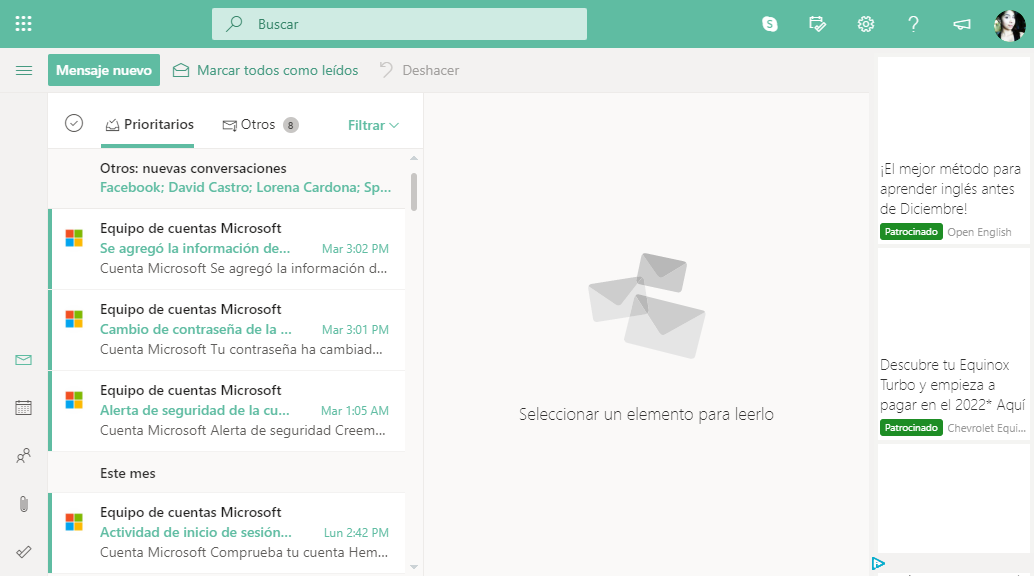 Buscar
?
Mensaje nuevo
Marcar todos como leídos
Deshacer
Prioritarios
Otros 8
Filtrar
Otros: nuevas conversaciones
Facebook; David Castro; Lorena Cardona; Sp...
Equipo de cuentas Microsoft
Se agregó la información de... Mar 3:02 PM
Cuenta Microsoft Se agregó la información d...
Equipo de cuentas Microsoft
Cambio de contraseña de la ... Mar 3:01 PM
Cuenta Microsoft Tu contraseña ha cambiad...
Equipo de cuentas Microsoft
Alerta de seguridad de la cu... Mar 1:05 AM
Cuenta Microsoft Alerta de seguridad Creem...
Este mes
Equipo de cuentas Microsoft
Actividad de inicio de sesión... Lun 2:42 PM
Cuenta Microsoft Comprueba tu cuenta Hem...
Seleccionar un elemento para leerlo
¡El mejor método para
aprender inglés antes
de Diciembre!
Patrocinado Open English
Descubre tu Equinox
Turbo y empieza a
pagar en el 2022* Aquí
Patrocinado Chevrolet Equi...